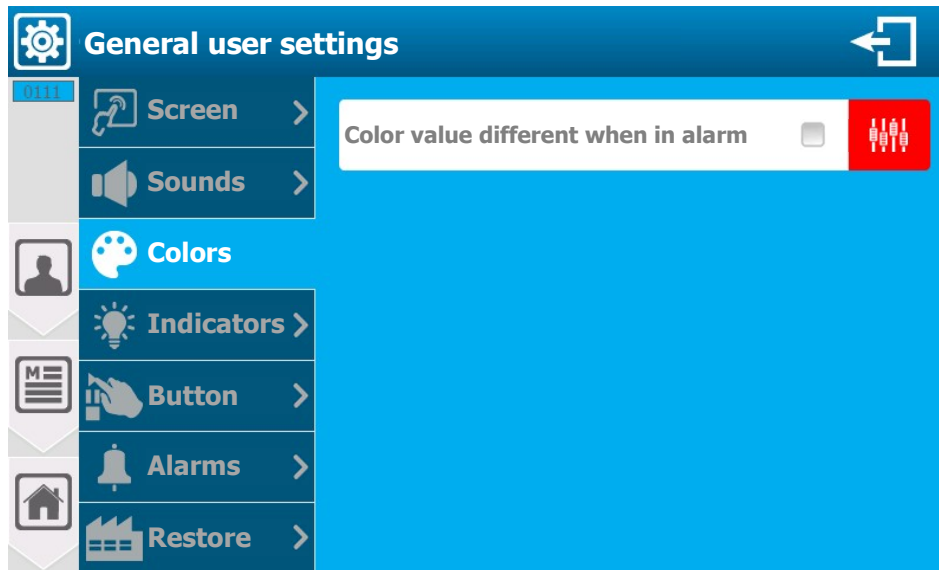 General user settings
0111
Screen
Color value different when in alarm
Sounds
Colors
Indicators
M
Button
Alarms
Restore